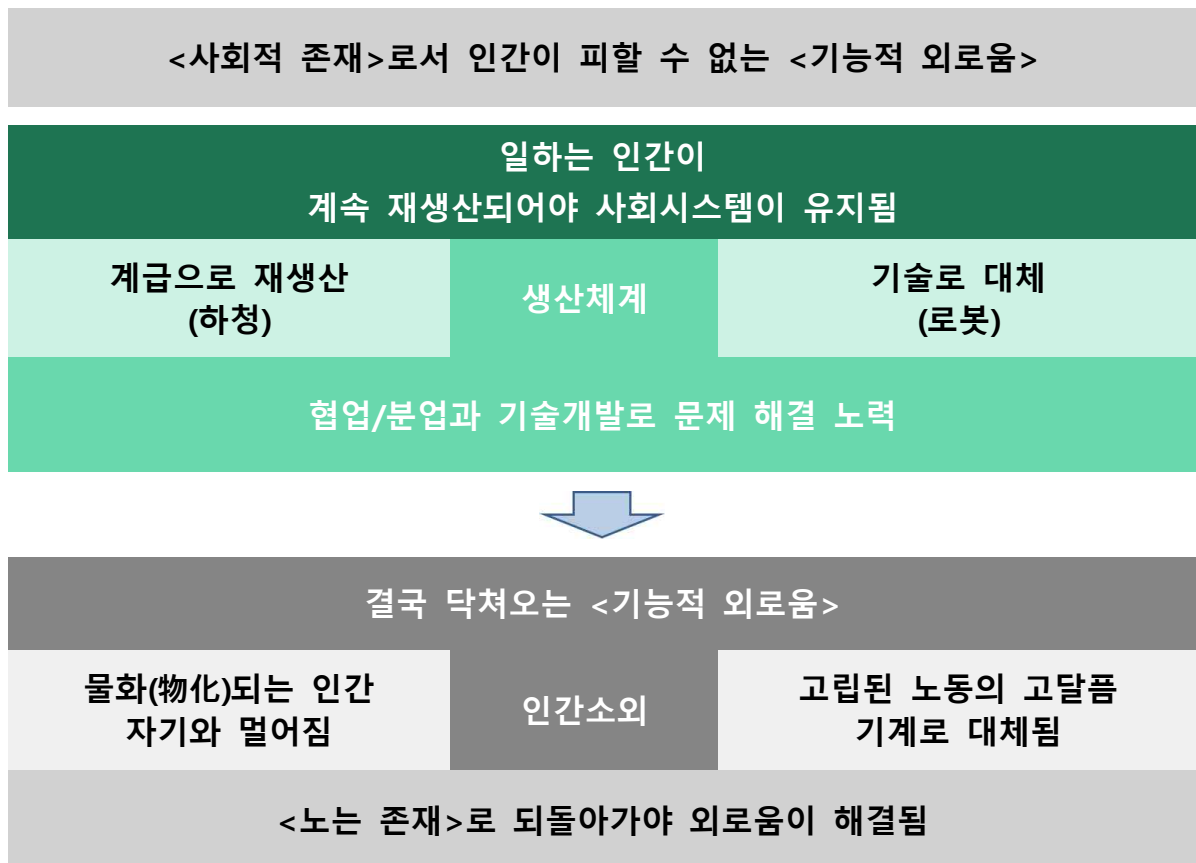 <사회적 존재>로서 인간이 피할 수 없는 <기능적 외로움>
일하는 인간이
계속 재생산되어야 사회시스템이 유지됨
계급으로 재생산
(하청)
생산체계
기술로 대체
(로봇)
협업/분업과 기술개발로 문제 해결 노력
결국 닥쳐오는 <기능적 외로움>
물화(物化)되는 인간
자기와 멀어짐
인간소외
고립된 노동의 고달픔
기계로 대체됨
<노는 존재>로 되돌아가야 외로움이 해결됨